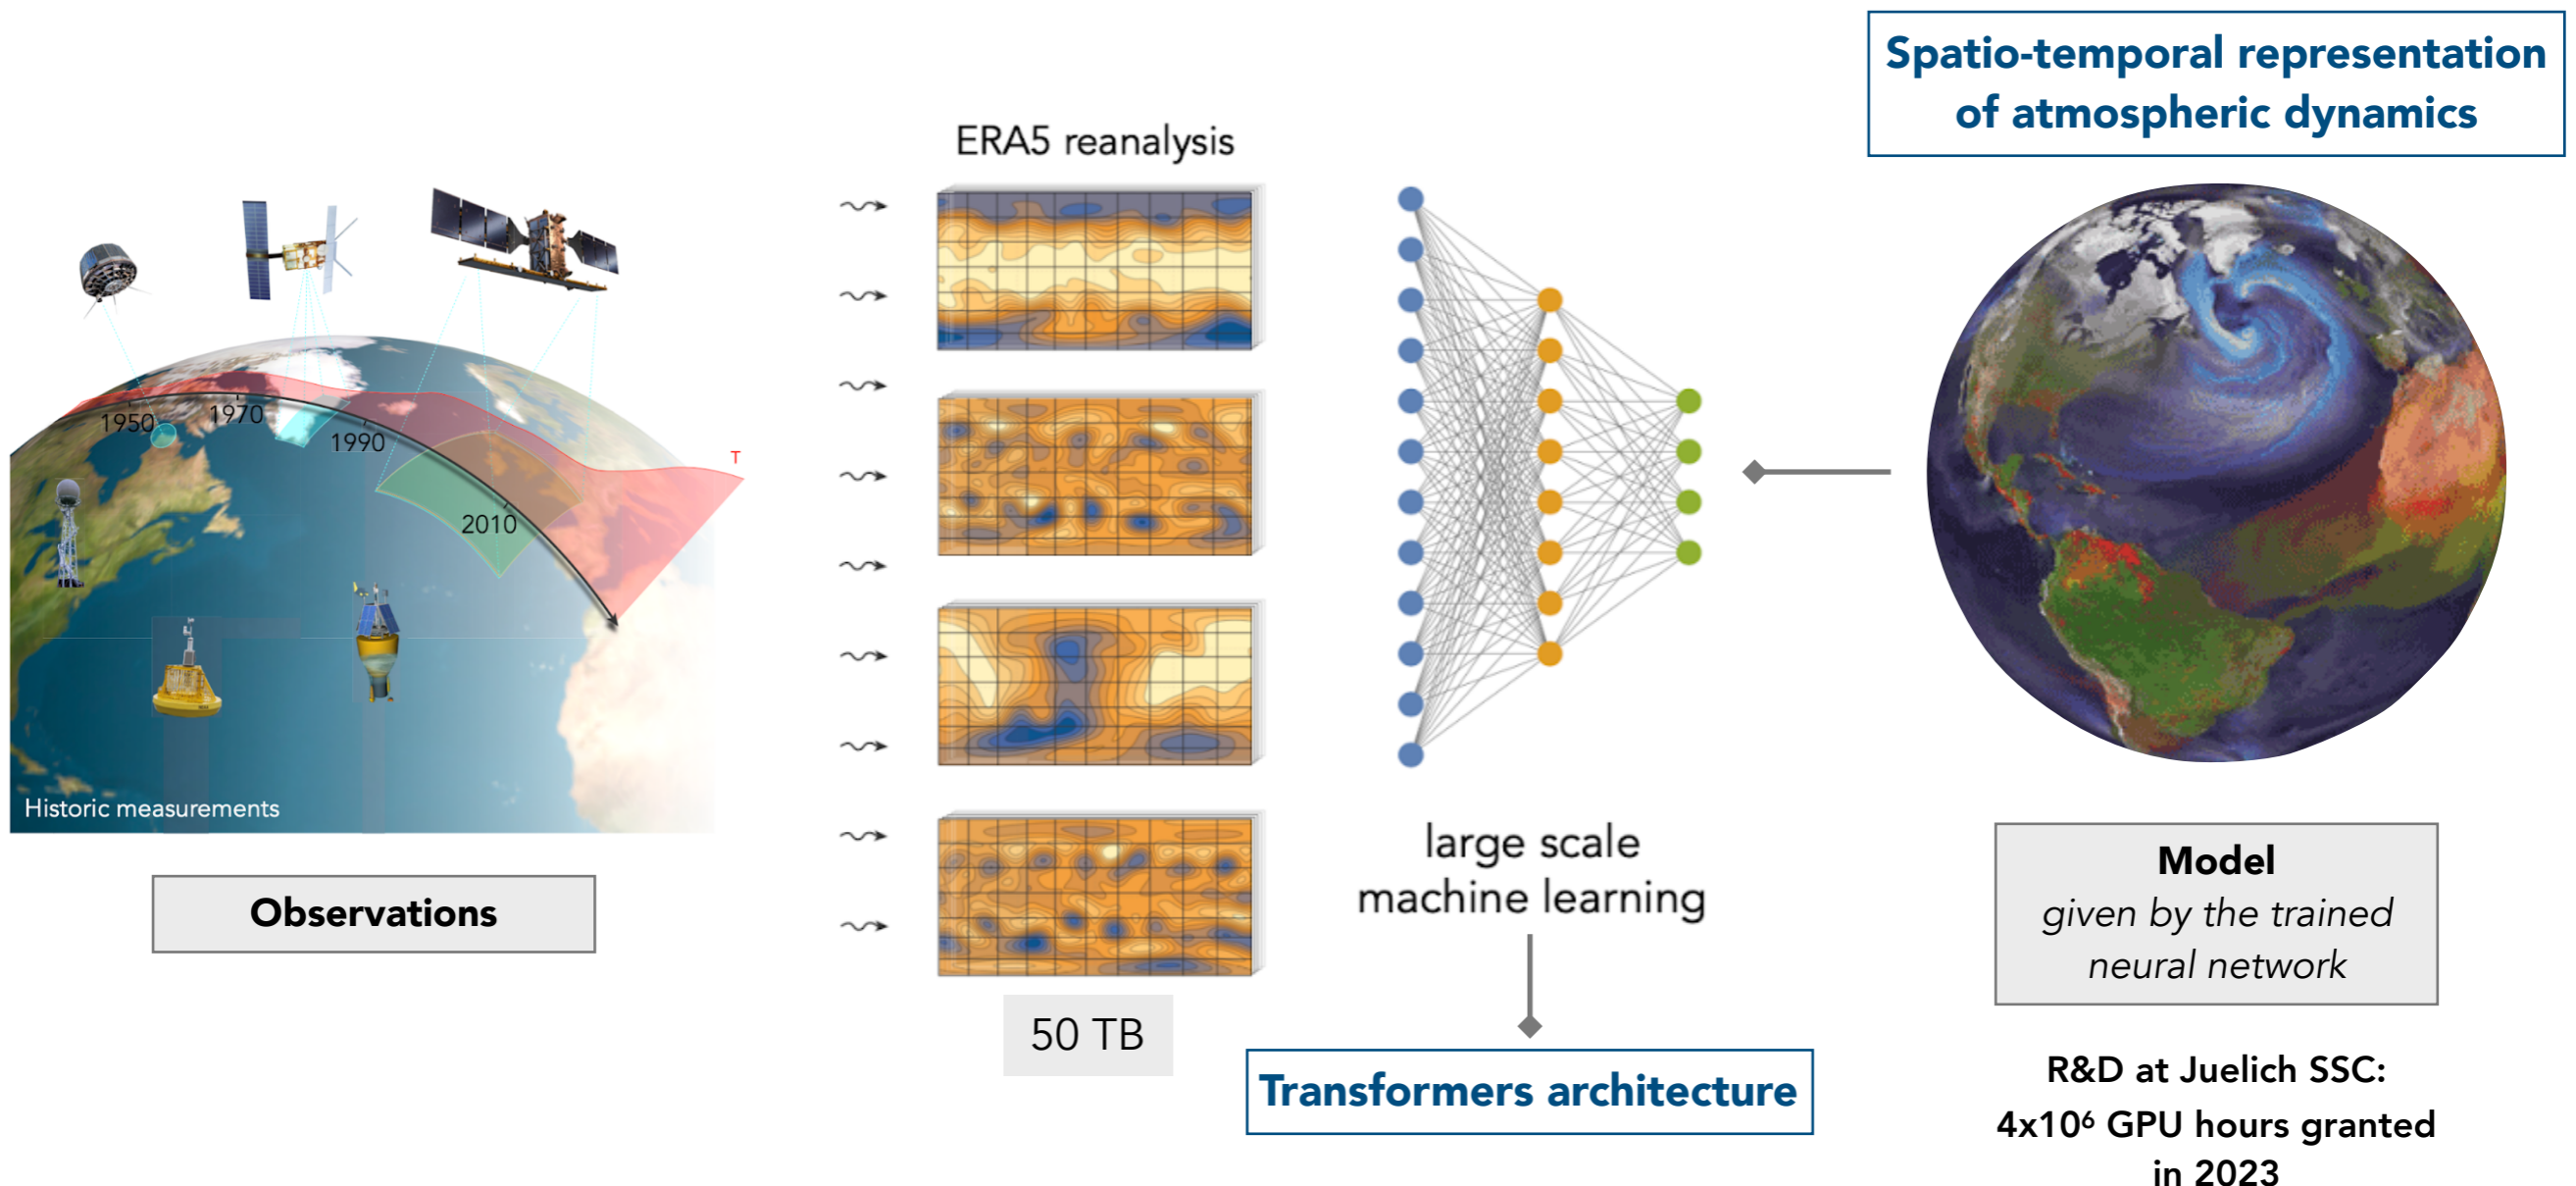 Spatio-temporal representation
of atmospheric dynamics
ERA5 reanalysis
1950
1970
1990
2010
T
Historic measurements
Observations
50 TB
large scale
machine learning
Transformers architecture
Model
given by the trained
neural network
R&D at Juelich SSC:
4x10⁶ GPU hours granted
in 2023